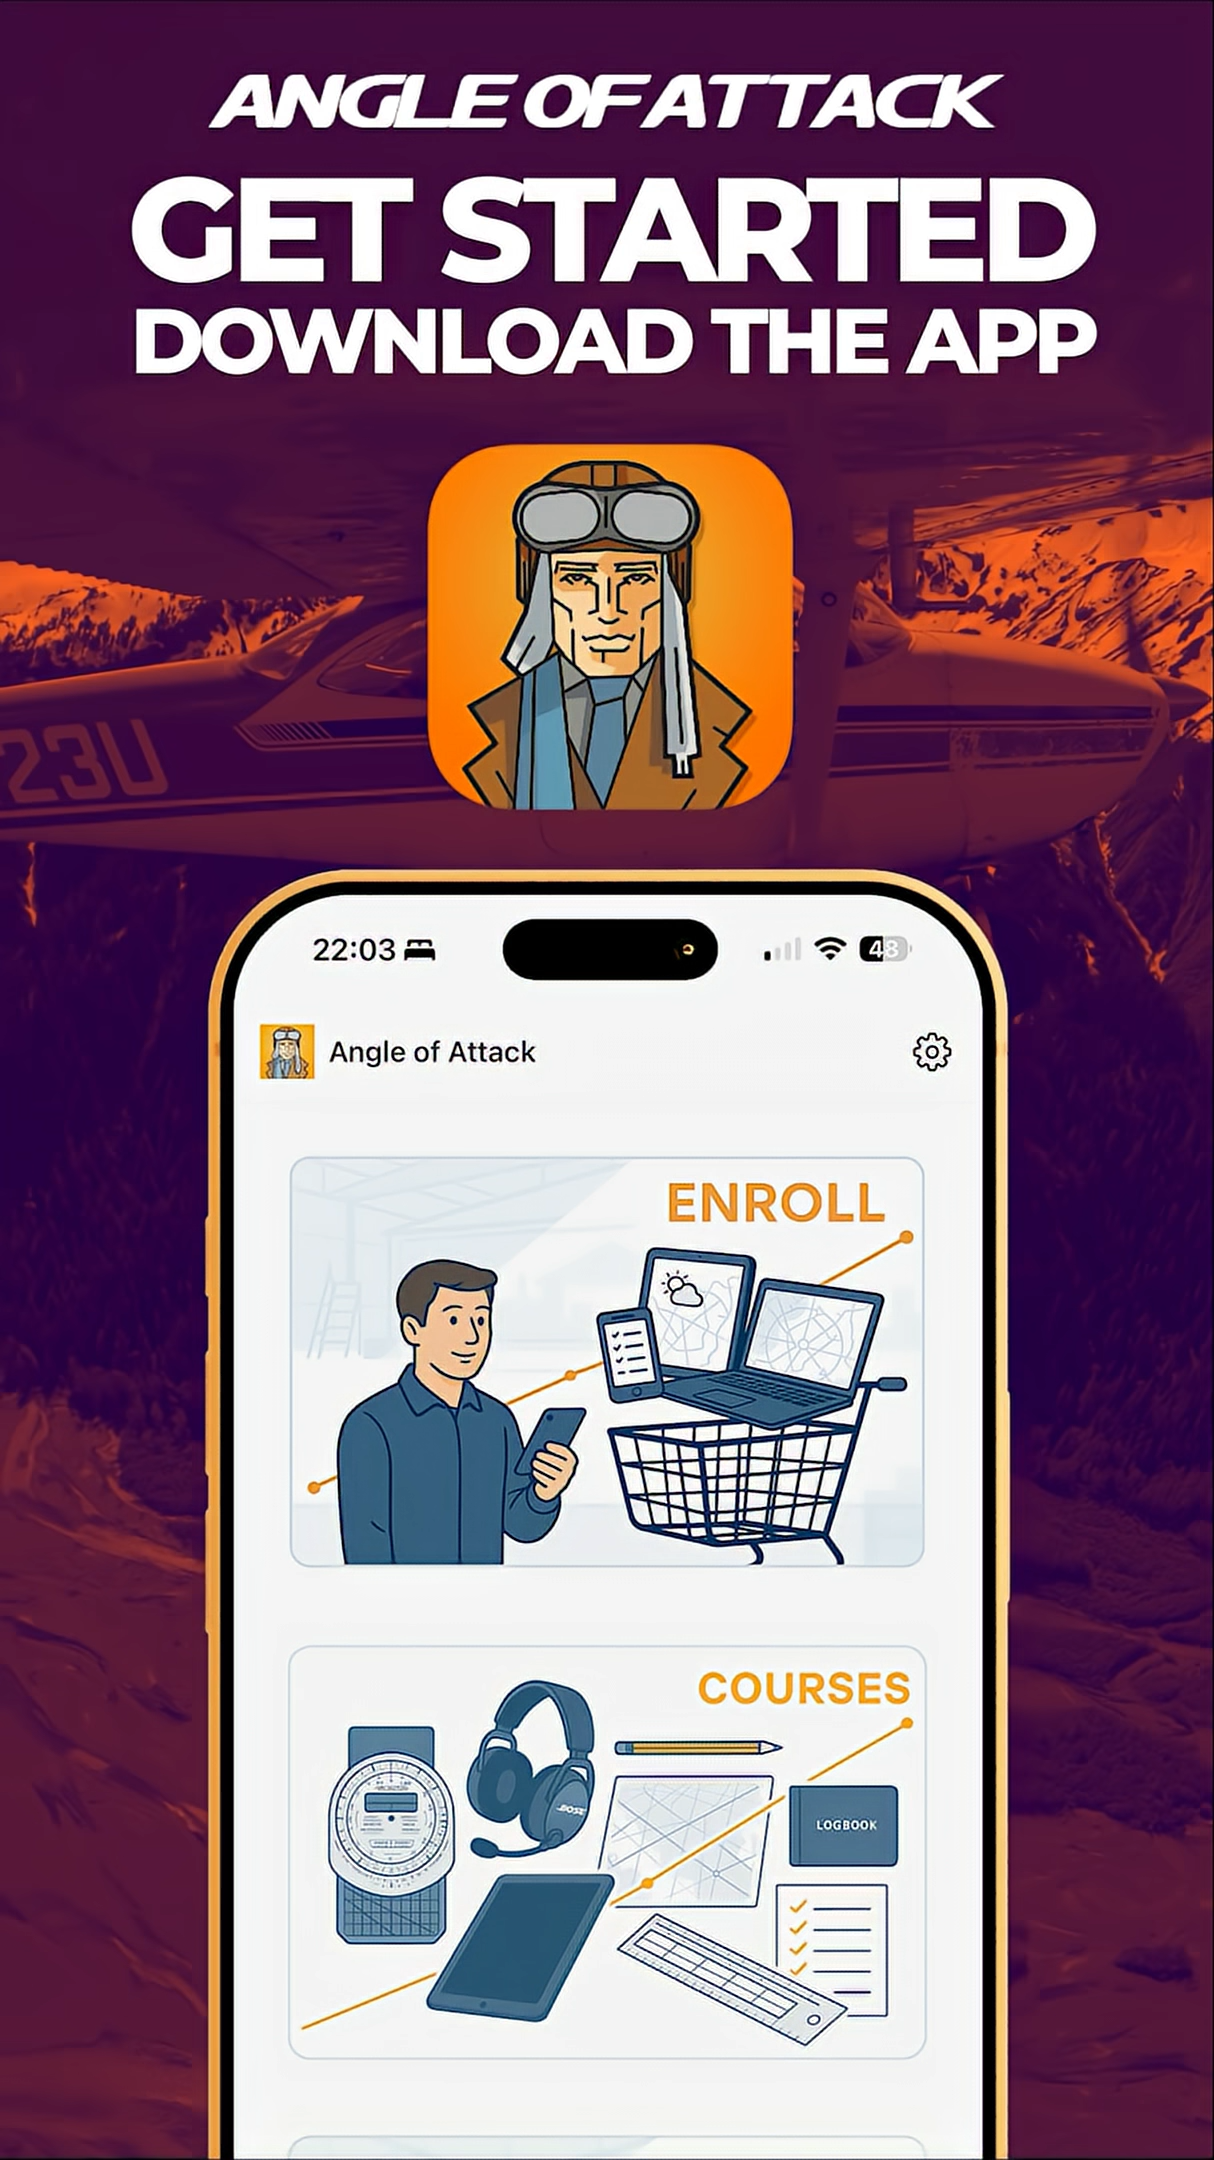 ANGLE OF ATTACK
GET STARTED
DOWNLOAD THE APP
23U
22:03
48
Angle of Attack
ENROLL
COURSES
BOSE
LOGBOOK